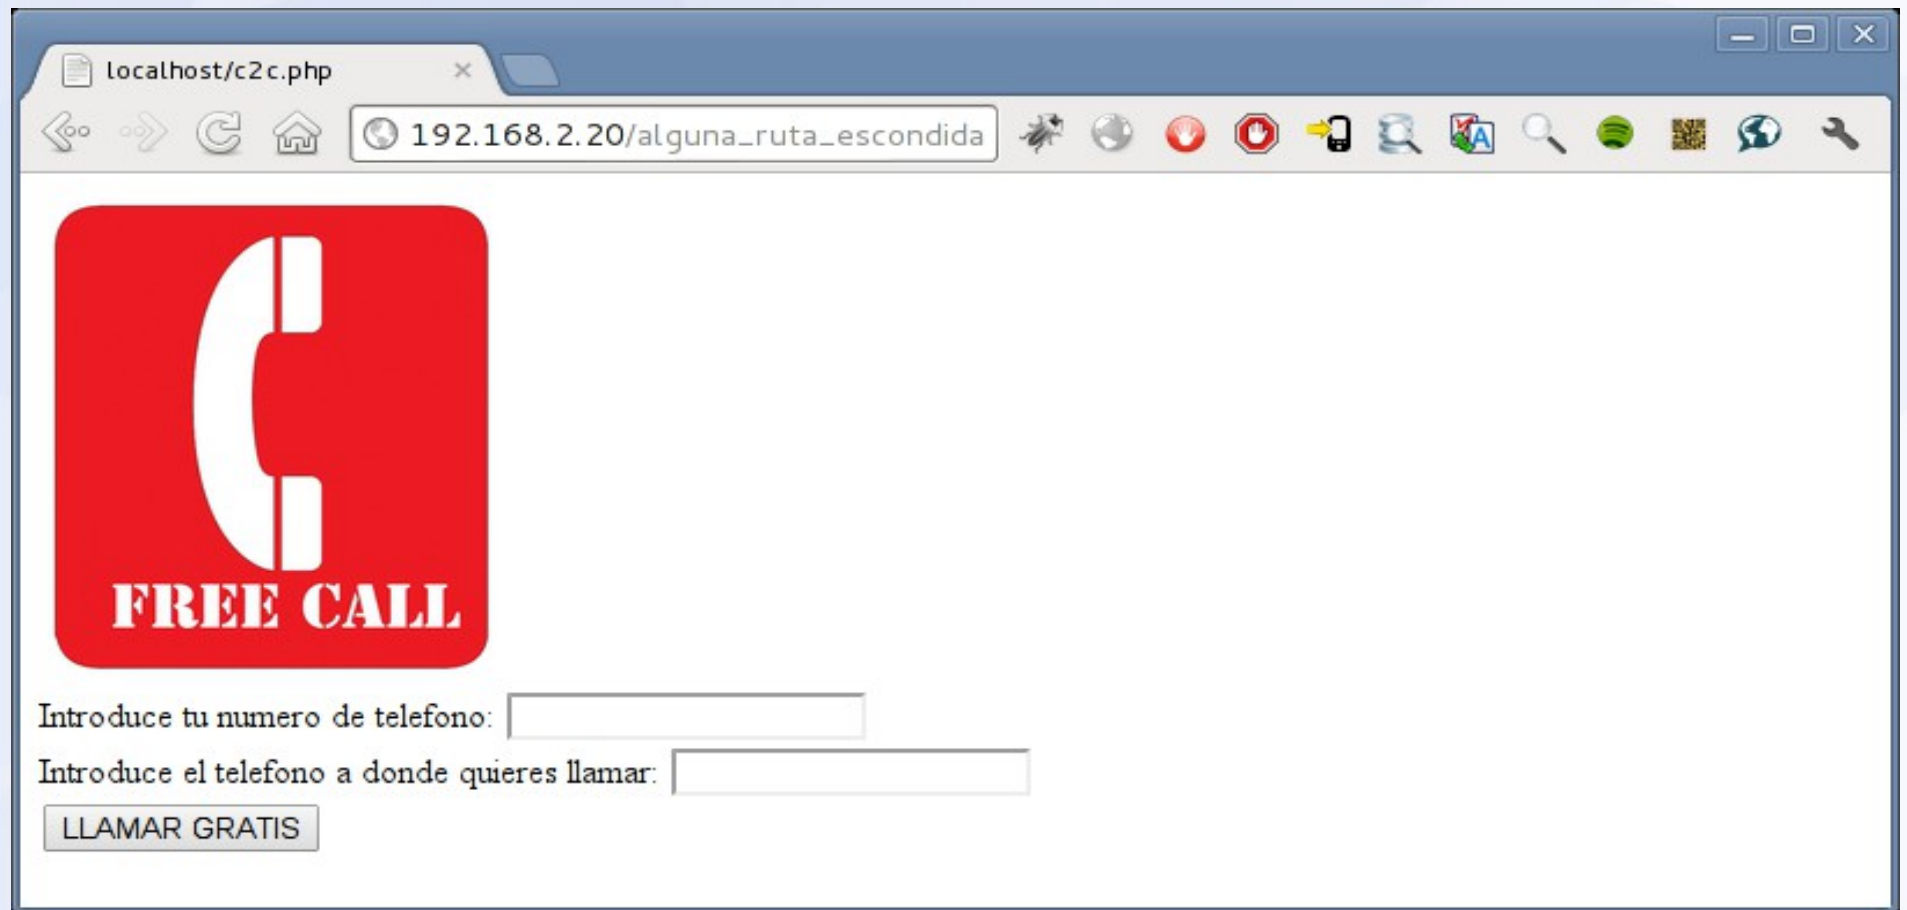 localhost/c2c.php
192.168.2.20/alguna_ruta_escondida
FREE CALL
Introduce tu numero de telefono:
Introduce el telefono a donde quieres llamar:
LLAMAR GRATIS